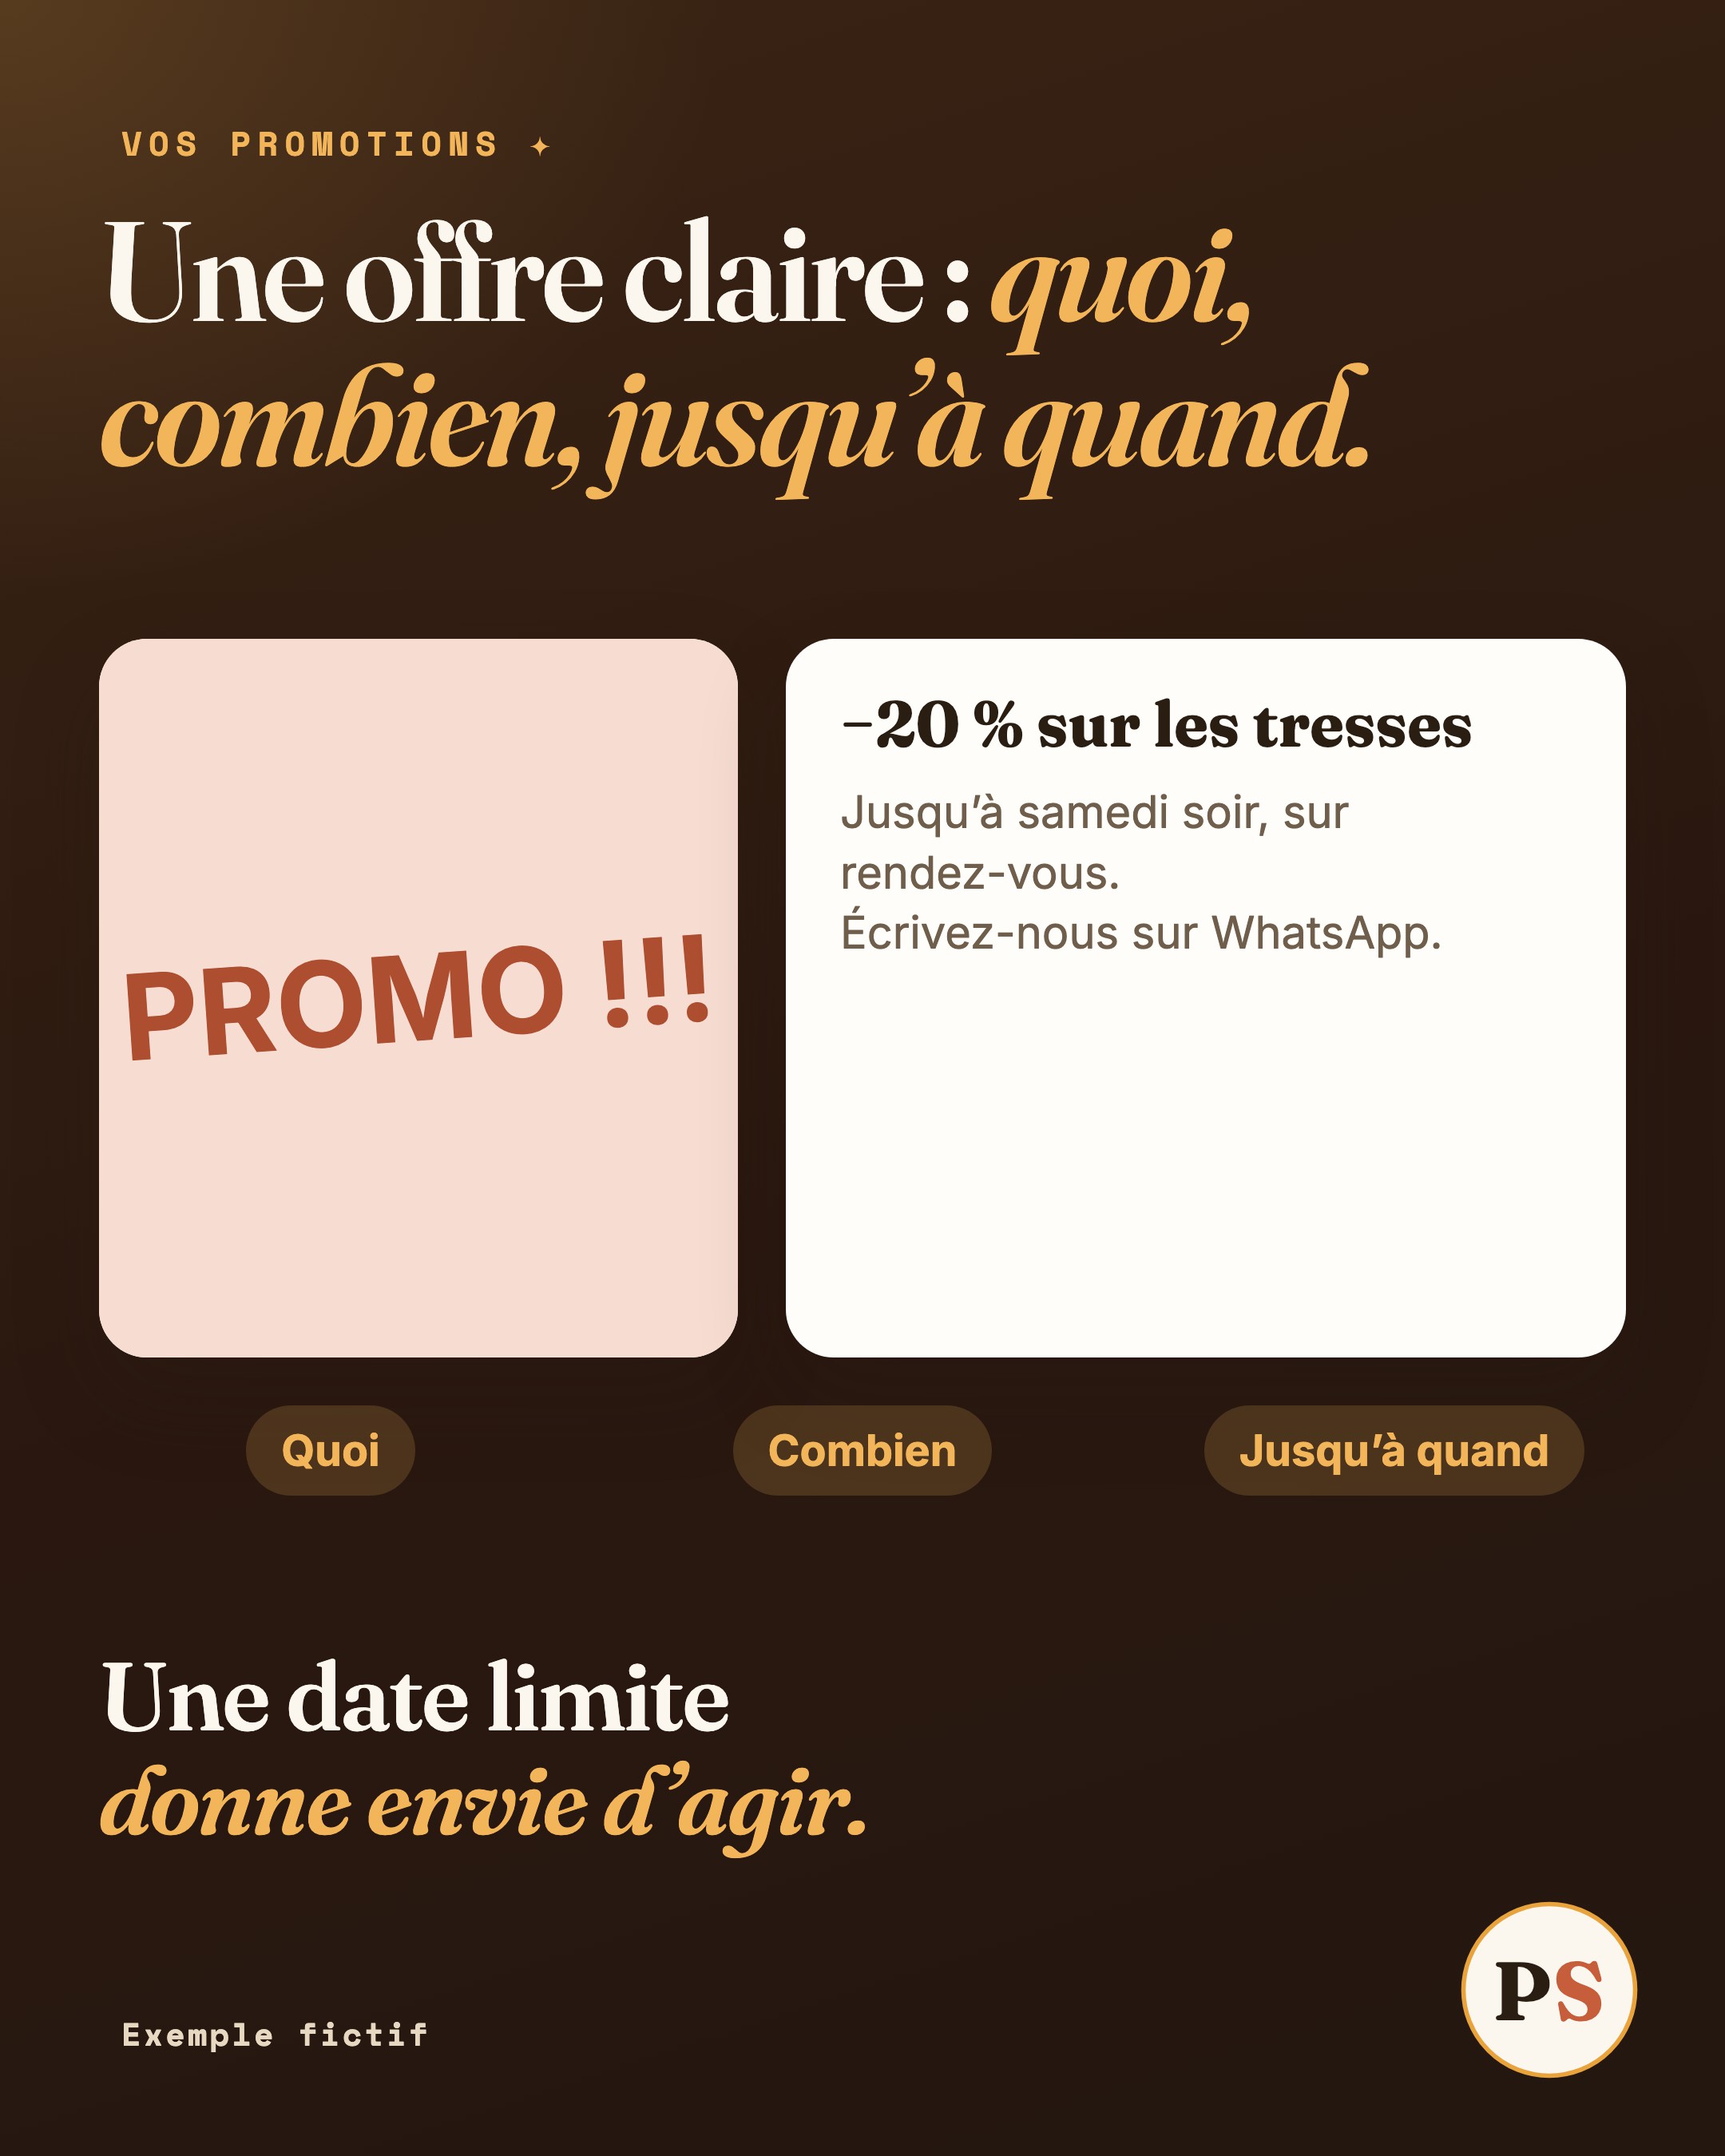 VOS PROMOTIONS ✦
Une offre claire : quoi,
combien, jusqu’à quand.
PROMO !!!
−20 % sur les tresses
Jusqu’à samedi soir, sur
rendez-vous.
Écrivez-nous sur WhatsApp.
Quoi
Combien
Jusqu’à quand
Une date limite
donne envie d’agir.
Exemple fictif
PS